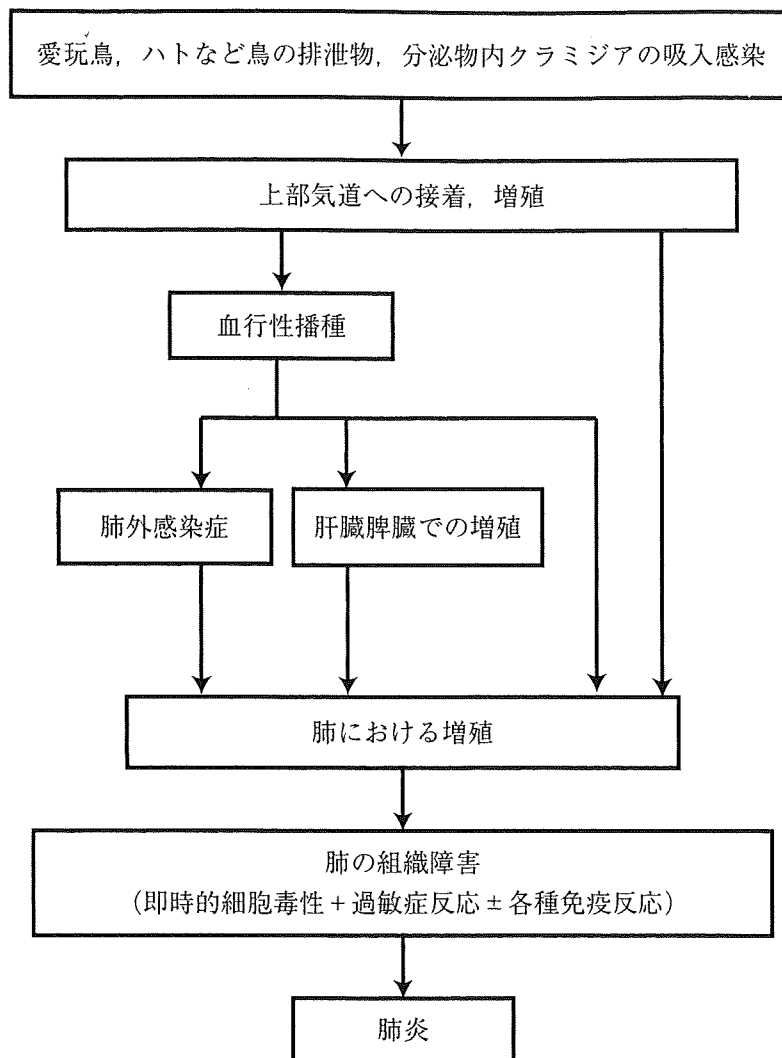 愛玩鳥，ハトなど鳥の排泄物，分泌物内クラミジアの吸入感染
上部気道への接着，増殖
血行性播種
肺外感染症
肝臓脾臓での増殖
肺における増殖
肺の組織障害
（即時的細胞毒性＋過敏症反応±各種免疫反応）
肺炎